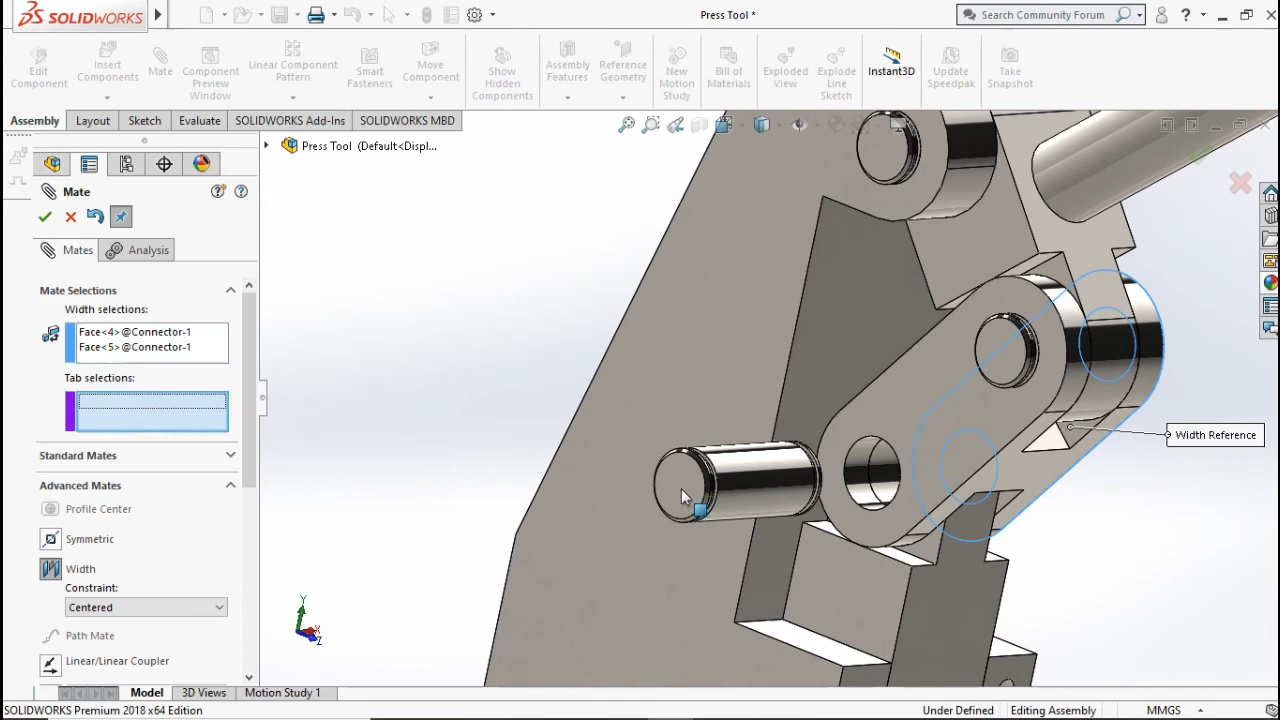 SOLIDWORKS
Press Tool *
Search Community Forum
?
Edit Component
Insert Components
Mate
Component Preview Window
Linear Component Pattern
Smart Fasteners
Move Component
Show Hidden Components
Assembly Features
Reference Geometry
New Motion Study
Bill of Materials
Exploded View
Explode Line Sketch
Instant3D
Update Speedpak
Take Snapshot
Assembly
Layout
Sketch
Evaluate
SOLIDWORKS Add-Ins
SOLIDWORKS MBD
Press Tool (Default<Displ...
Mate
Mates
Analysis
Mate Selections
Width selections:
Face<4>@Connector-1
Face<5>@Connector-1
Tab selections:
Standard Mates
Advanced Mates
Profile Center
Symmetric
Width
Constraint:
Centered
Path Mate
Linear/Linear Coupler
Width Reference
Y
X
Z
Model
3D Views
Motion Study 1
SOLIDWORKS Premium 2018 x64 Edition
Under Defined
Editing Assembly
MMGS